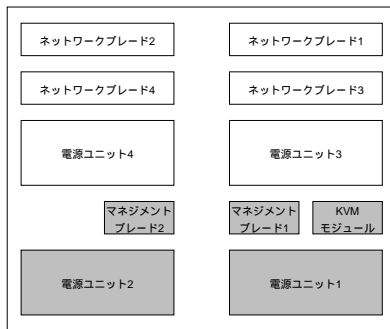 ネットワークブレード2
ネットワークブレード1
ネットワークブレード4
ネットワークブレード3
電源ユニット4
電源ユニット3
マネジメント
ブレード2
マネジメント
ブレード1
KVM
モジュール
電源ユニット2
電源ユニット1